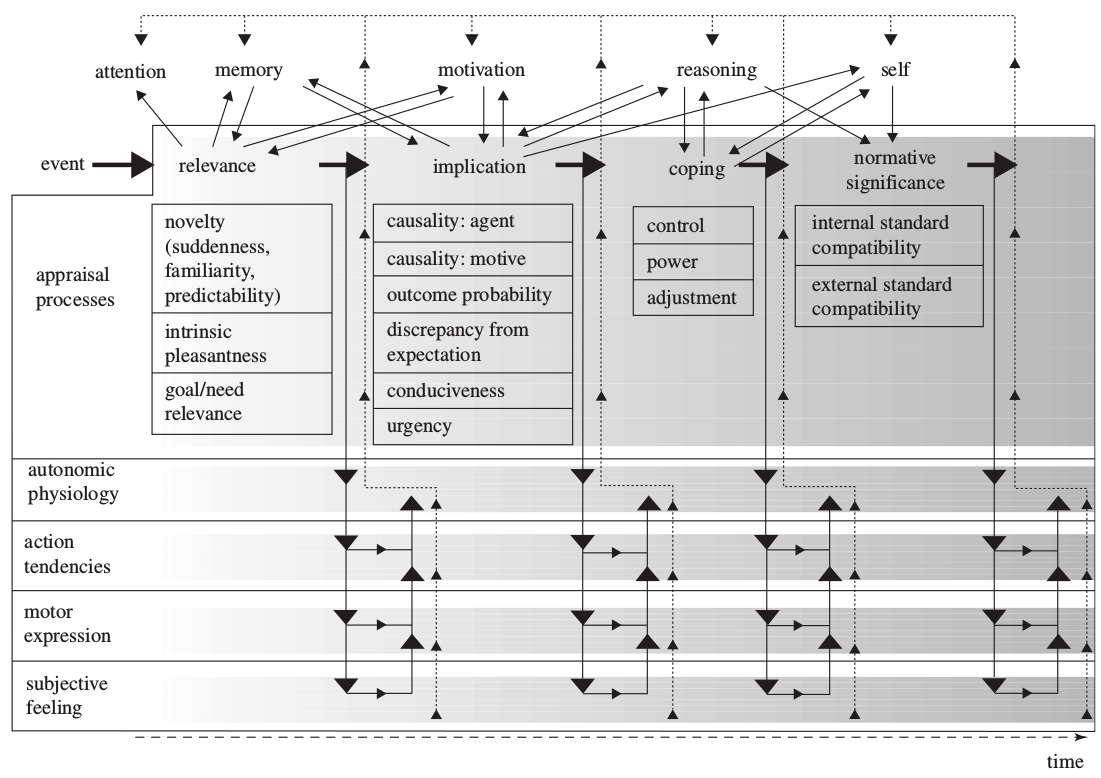 attention
memory
motivation
reasoning
self
event
relevance
implication
coping
normative
significance
appraisal
processes
novelty
(suddenness,
familiarity,
predictability)
intrinsic
pleasantness
goal/need
relevance
causality: agent
causality: motive
outcome probability
discrepancy from
expectation
conduciveness
urgency
control
power
adjustment
internal standard
compatibility
external standard
compatibility
autonomic
physiology
action
tendencies
motor
expression
subjective
feeling
time